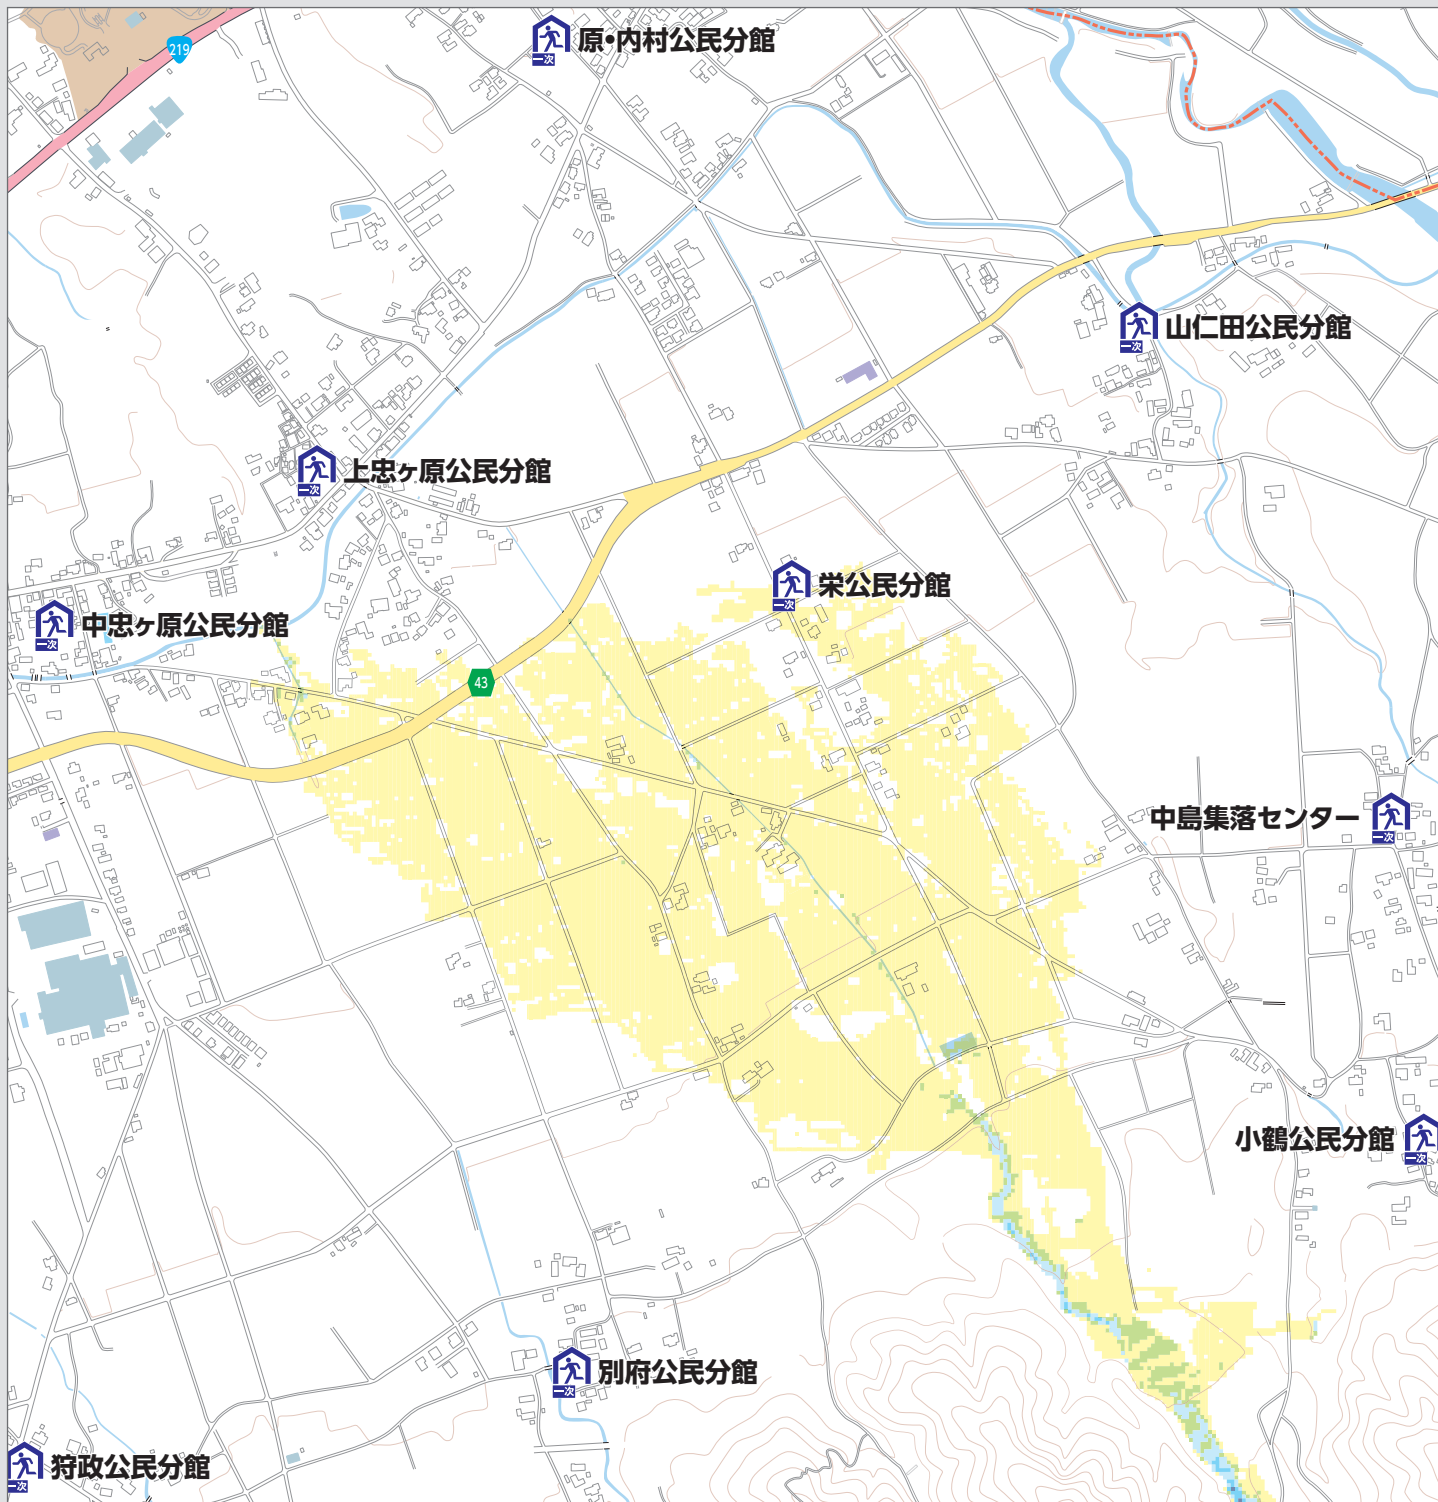 原・内村公民分館
一次
219
山仁田公民分館
一次
上忠ヶ原公民分館
一次
栄公民分館
一次
中忠ヶ原公民分館
一次
43
中島集落センター
一次
小鶴公民分館
一次
別府公民分館
一次
狩政公民分館
一次